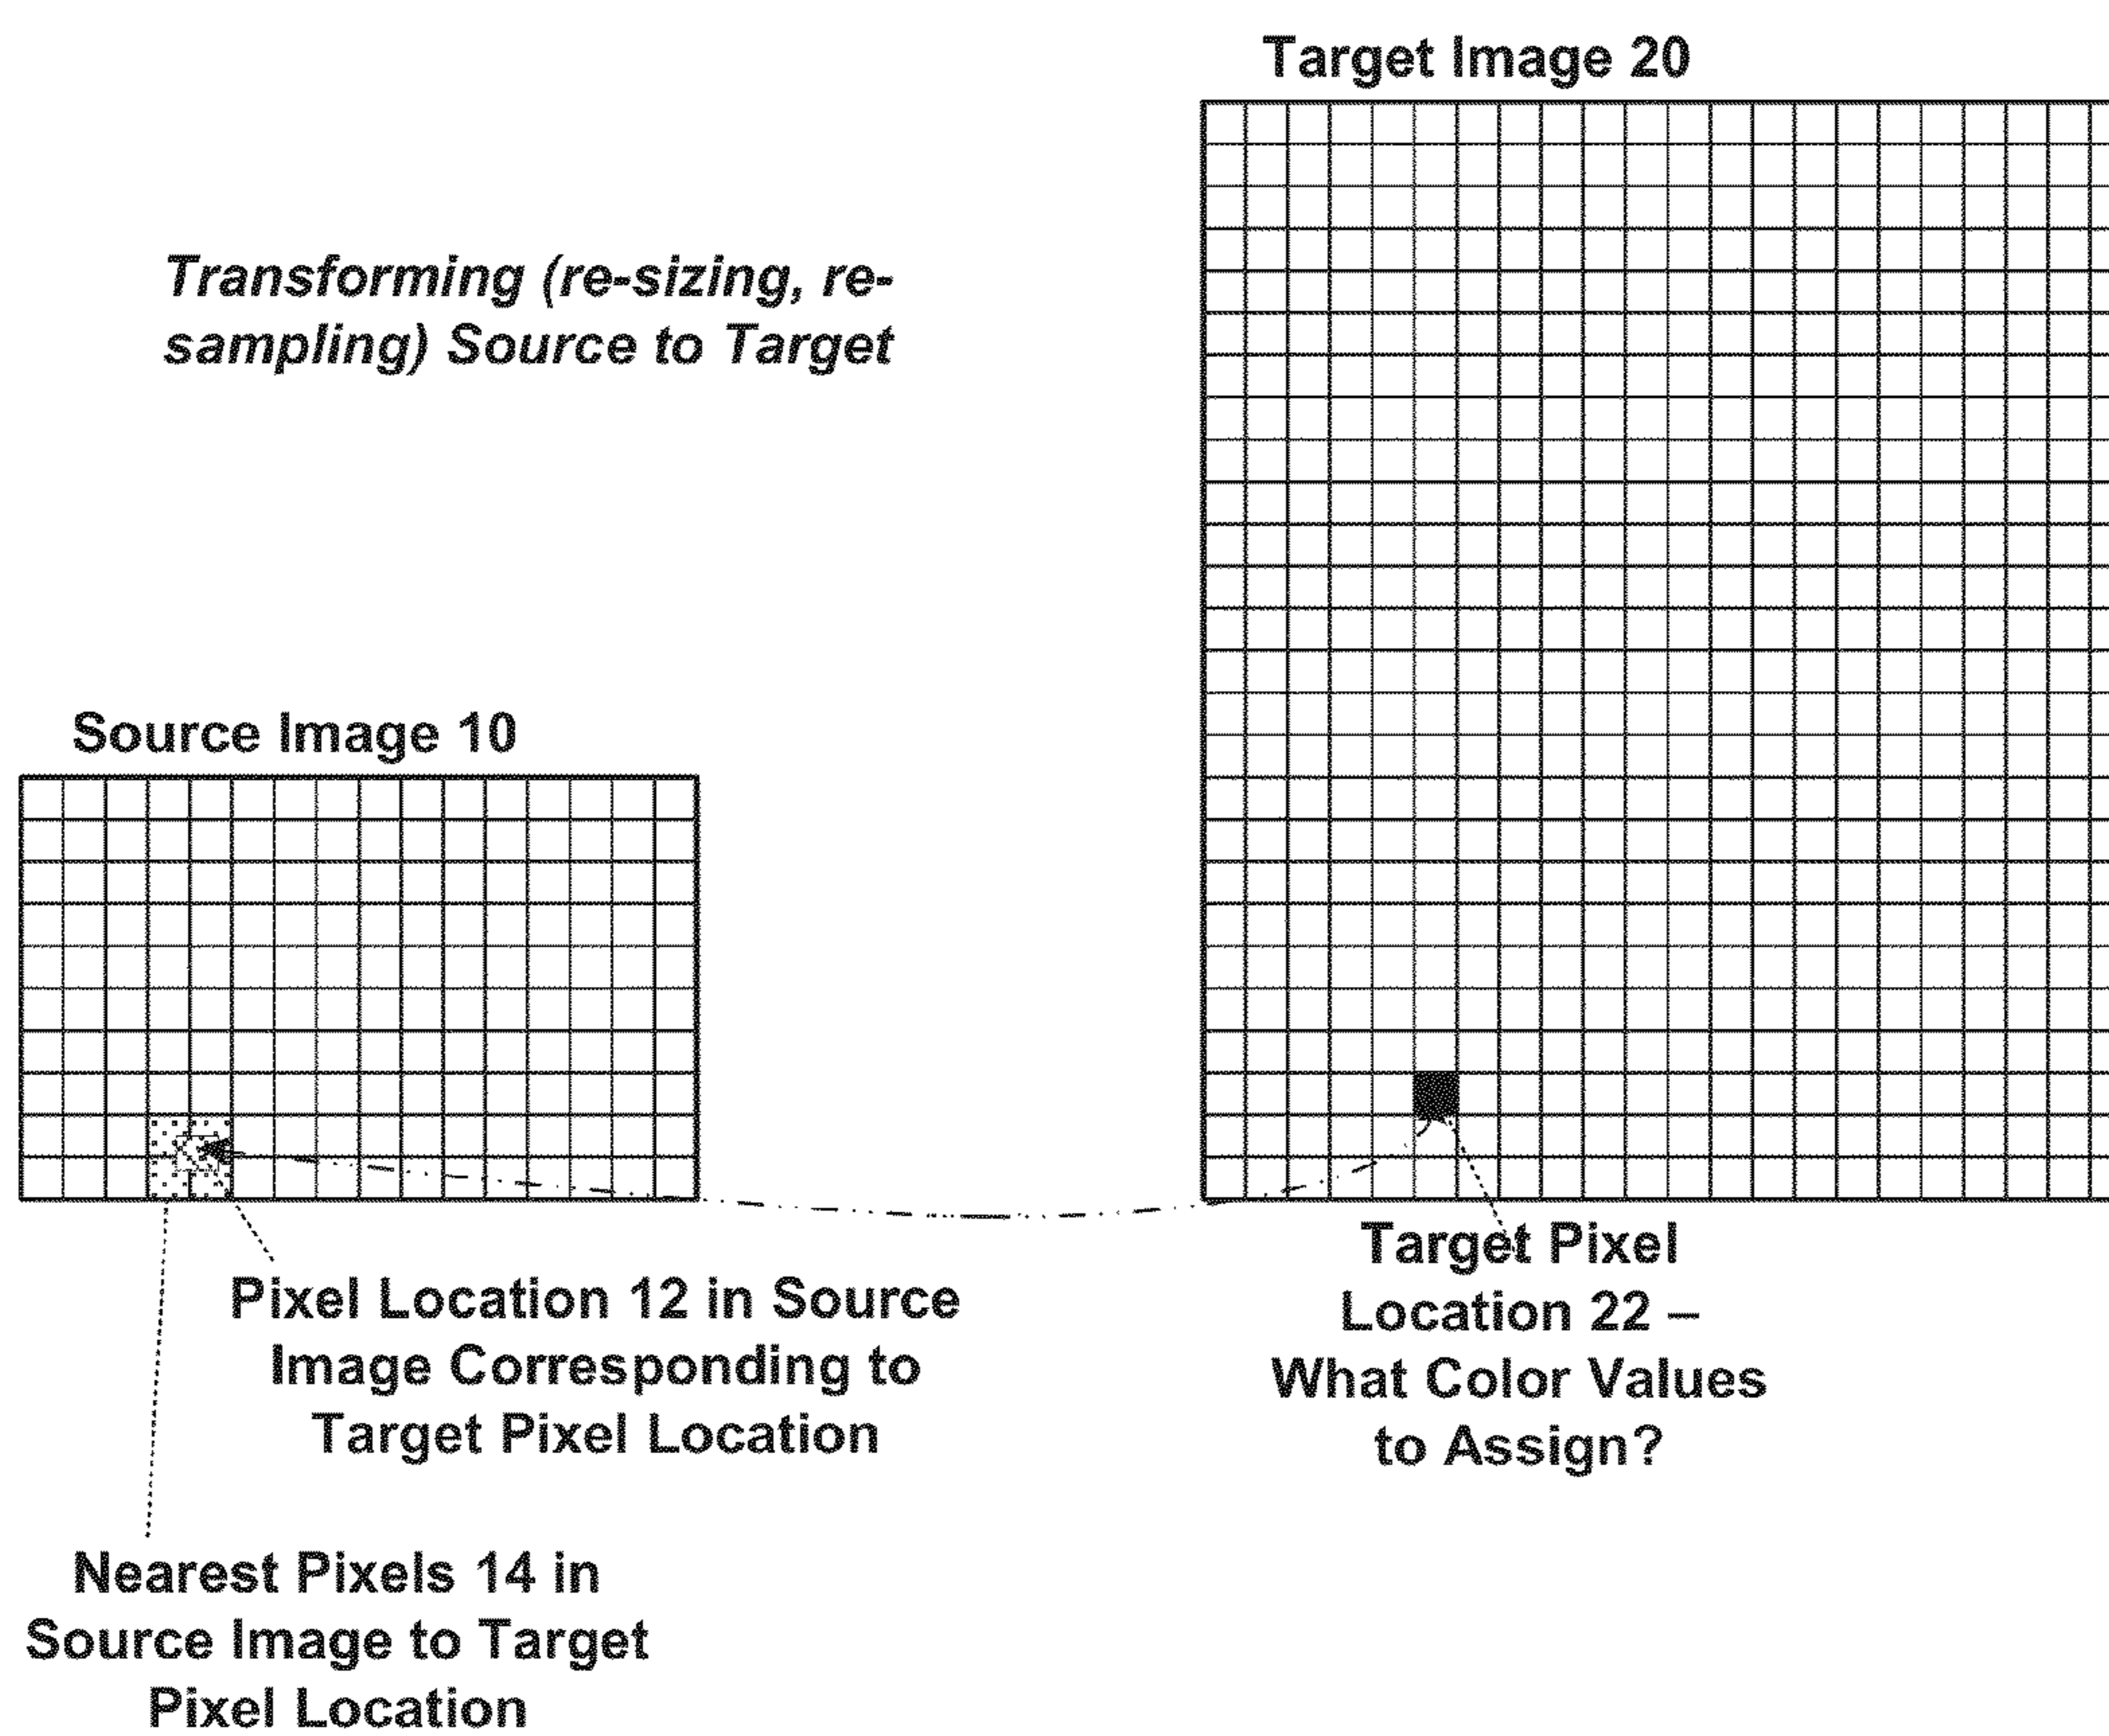 Target Image 20
Transforming (re-sizing, re-
sampling) Source to Target
Source Image 10
Pixel Location 12 in Source
Image Corresponding to
Target Pixel Location
Target Pixel
Location 22 –
What Color Values
to Assign?
Nearest Pixels 14 in
Source Image to Target
Pixel Location